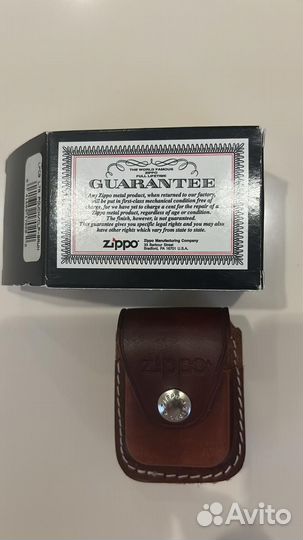 THE WORLD FAMOUS
ZIPPO
FULL LIFETIME
GUARANTEE
Any Zippo metal product, when returned to our factory,
will be put in first-class mechanical condition free of
charge, for we have yet to charge a cent for the repair of a
Zippo metal product, regardless of age or condition.
The finish, however, is not guaranteed.
This guarantee gives you specific legal rights and you may also
have other rights which vary from state to state.
zippo
Zippo Manufacturing Company
33 Barbour Street
Bradford, PA 16701 U.S.A.
zippo
Avito